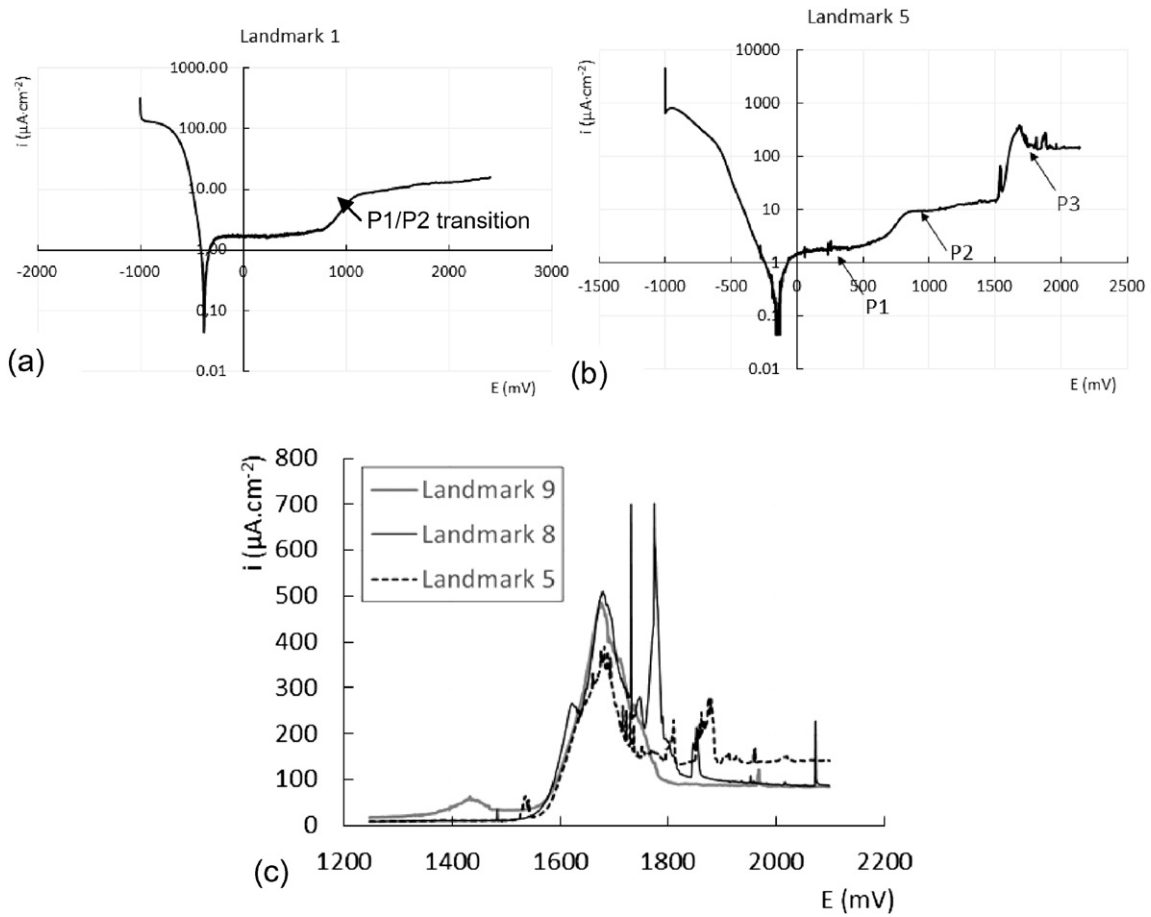 Landmark 1
i (µA·cm⁻²)
1000.00
100.00
10.00
1.00
0,10
0.01
-2000
-1000
0
1000
2000
3000
P1/P2 transition
E (mV)
(a)
Landmark 5
i (µA·cm⁻²)
10000
1000
100
10
1
0.1
0.01
-1500
-1000
-500
0
500
1000
1500
2000
2500
P1
P2
P3
E (mV)
(b)
i (µA.cm⁻²)
800
700
600
500
400
300
200
100
0
Landmark 9
Landmark 8
Landmark 5
1200
1400
1600
1800
2000
2200
E (mV)
(c)